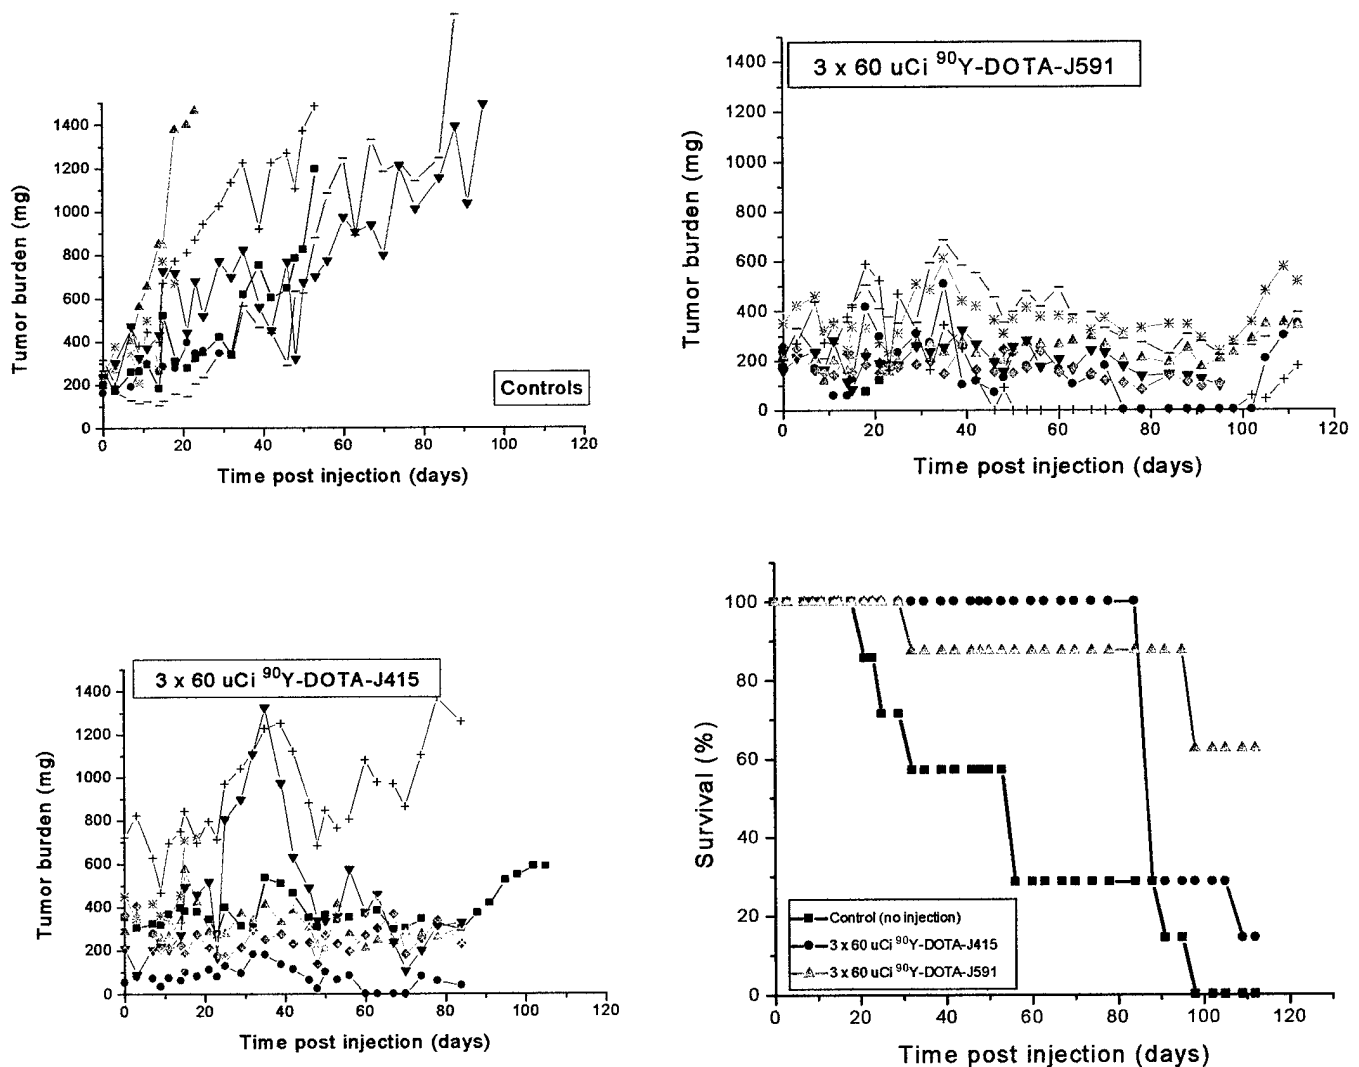 1400
1200
1000
800
600
400
200
0
Tumor burden (mg)
Controls
0 20 40 60 80 100 120
Time post injection (days)
3 x 60 uCi 90Y-DOTA-J591
1400
1200
1000
800
600
400
200
0
Tumor burden (mg)
0 20 40 60 80 100 120
Time post injection (days)
3 x 60 uCi 90Y-DOTA-J415
1400
1200
1000
800
600
400
200
0
Tumor burden (mg)
0 20 40 60 80 100 120
Time post injection (days)
100
80
60
40
20
0
Survival (%)
Control (no injection)
3 x 60 uCi 90Y-DOTA-J415
3 x 60 uCi 90Y-DOTA-J591
0 20 40 60 80 100 120
Time post injection (days)